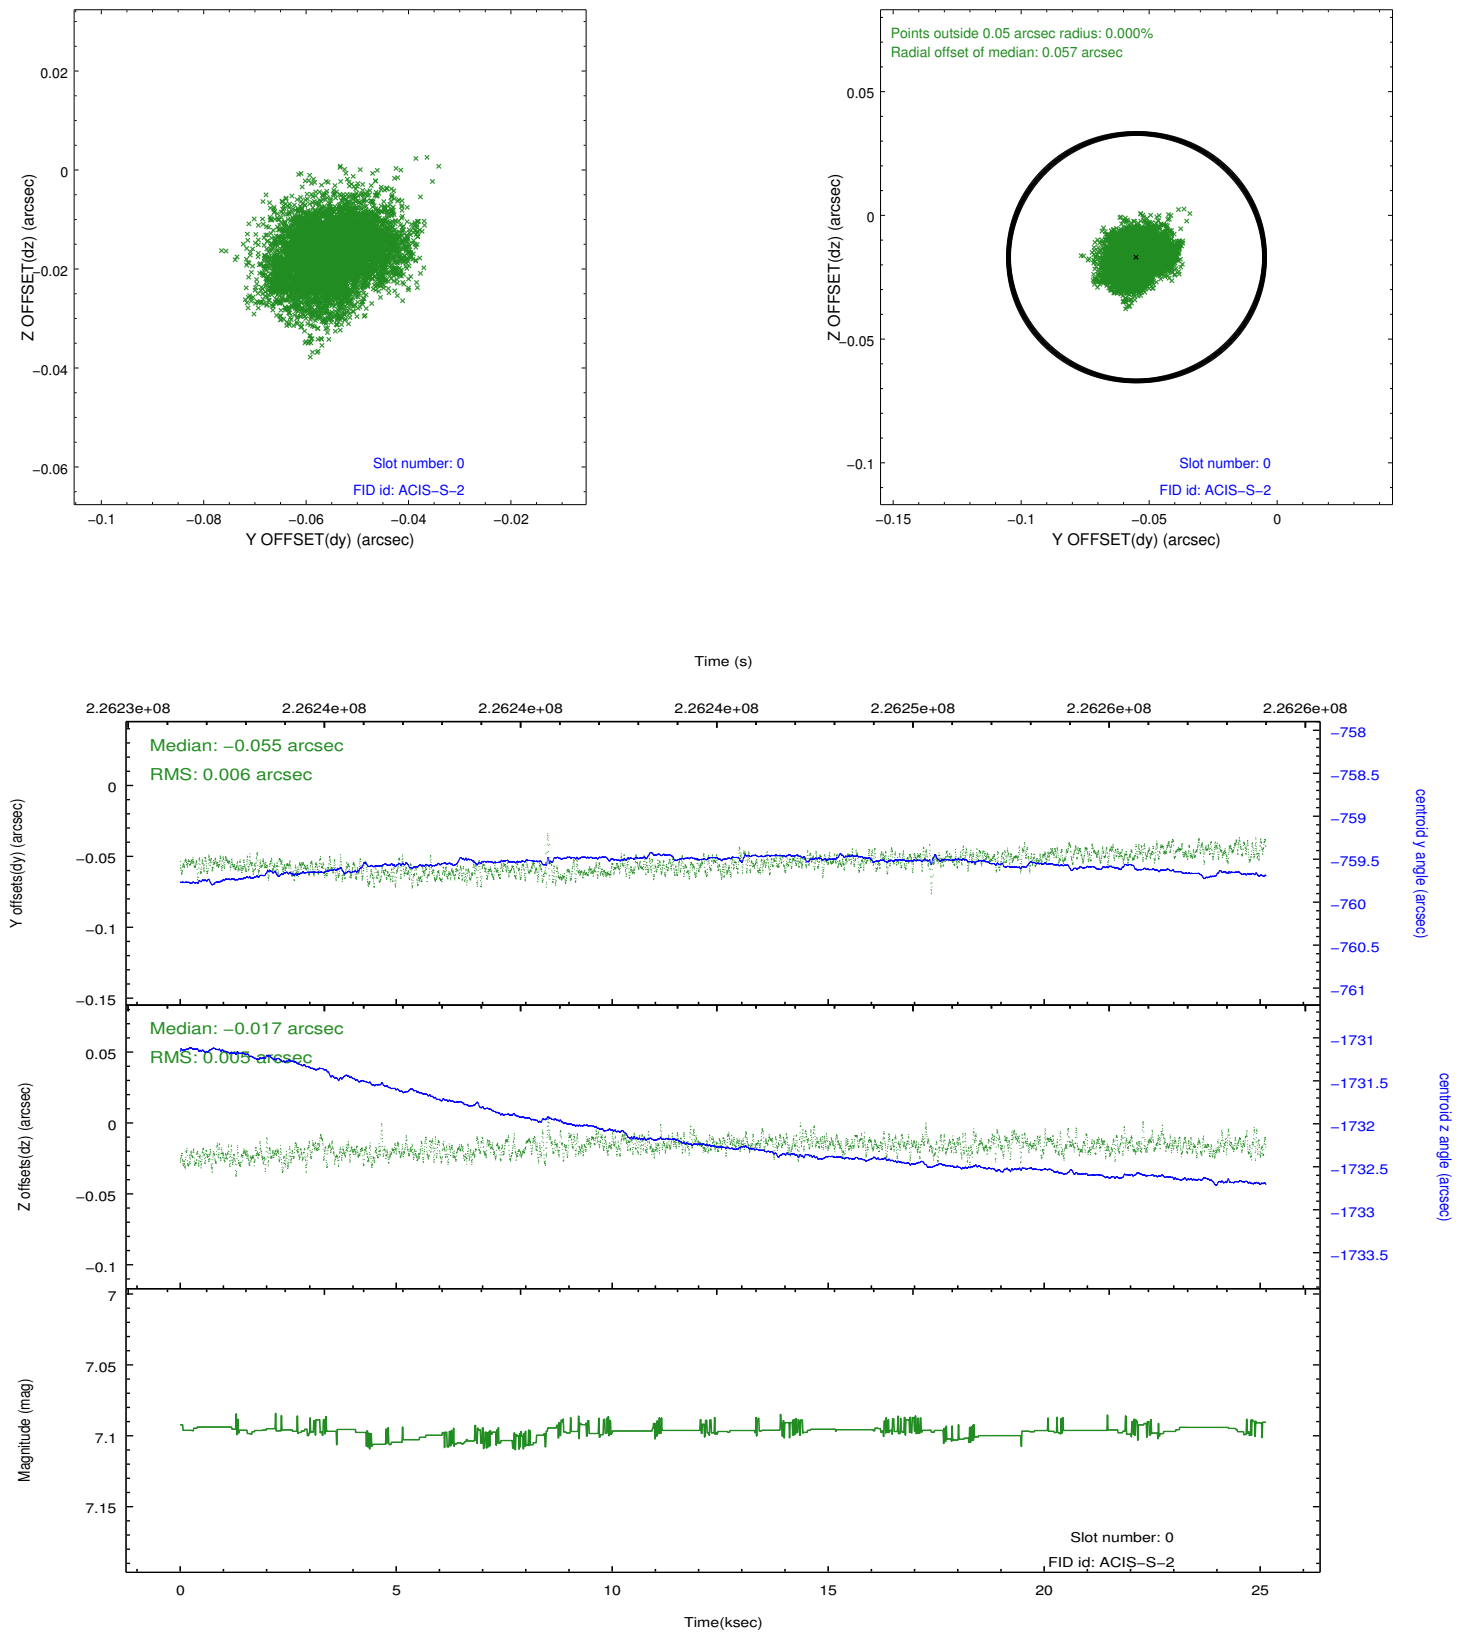 Points outside 0.05 arcsec radius: 0.000%
Radial offset of median: 0.057 arcsec
0.02
0
−0.02
−0.04
−0.06
Z OFFSET(dz) (arcsec)
Slot number: 0
FID id: ACIS−S−2
−0.1
−0.08
−0.06
−0.04
−0.02
Y OFFSET(dy) (arcsec)
0.05
0
−0.05
−0.1
Z OFFSET(dz) (arcsec)
Slot number: 0
FID id: ACIS−S−2
−0.15
−0.1
−0.05
0
Y OFFSET(dy) (arcsec)
Time (s)
2.2623e+08
2.2624e+08
2.2624e+08
2.2624e+08
2.2625e+08
2.2626e+08
2.2626e+08
Median: −0.055 arcsec
RMS: 0.006 arcsec
0
−0.05
−0.1
−0.15
Y offsets(dy) (arcsec)
−758
−758.5
−759
−759.5
−760
−760.5
−761
centroid y angle (arcsec)
Median: −0.017 arcsec
RMS: 0.005 arcsec
0.05
0
−0.05
−0.1
Z offsets(dz) (arcsec)
−1731
−1731.5
−1732
−1732.5
−1733
−1733.5
centroid z angle (arcsec)
7
7.05
7.1
7.15
Magnitude (mag)
Slot number: 0
FID id: ACIS−S−2
0
5
10
15
20
25
Time(ksec)